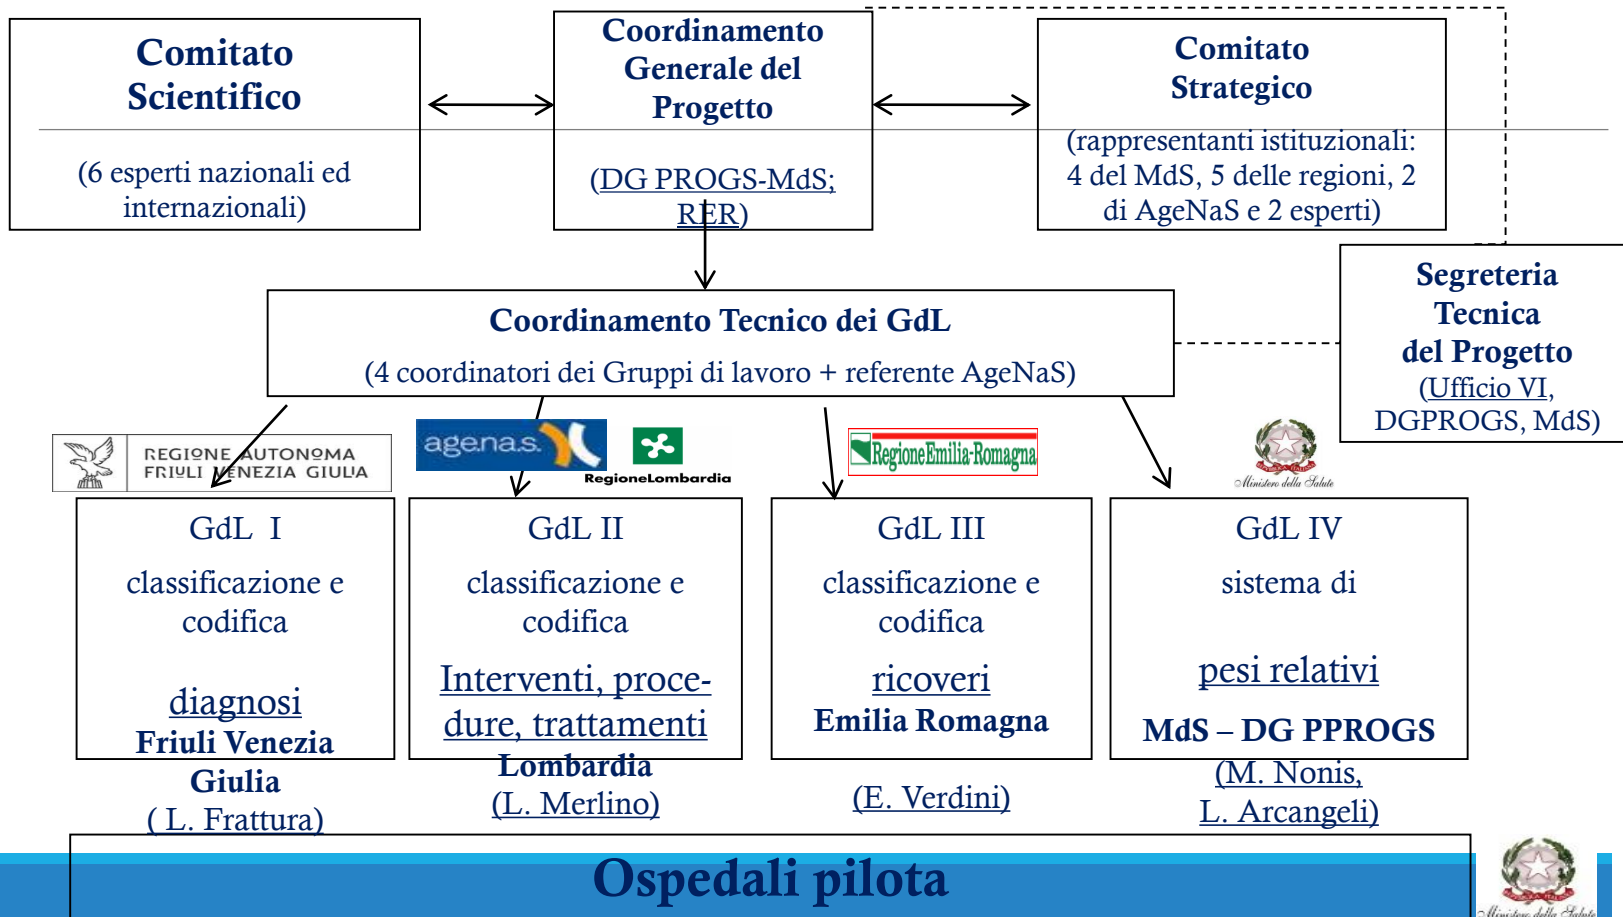 Comitato
Scientifico
(6 esperti nazionali ed
internazionali)
Coordinamento
Generale del
Progetto
(DG PROGS-MdS;
RER)
Comitato
Strategico
(rappresentanti istituzionali:
4 del MdS, 5 delle regioni, 2
di AgeNaS e 2 esperti)
Segreteria
Tecnica
del Progetto
(Ufficio VI,
DGPROGS, MdS)
Coordinamento Tecnico dei GdL
(4 coordinatori dei Gruppi di lavoro + referente AgeNaS)
REGIONE AUTONOMA
FRIULI VENEZIA GIULIA
agenas.
RegioneLombardia
RegioneEmilia-Romagna
Ministero della Salute
GdL I
classificazione e
codifica
diagnosi
Friuli Venezia
Giulia
( L. Frattura)
GdL II
classificazione e
codifica
Interventi, proce-
dure, trattamenti
Lombardia
(L. Merlino)
GdL III
classificazione e
codifica
ricoveri
Emilia Romagna
(E. Verdini)
GdL IV
sistema di
pesi relativi
MdS – DG PPROGS
(M. Nonis,
L. Arcangeli)
Ospedali pilota
Ministero della Salute